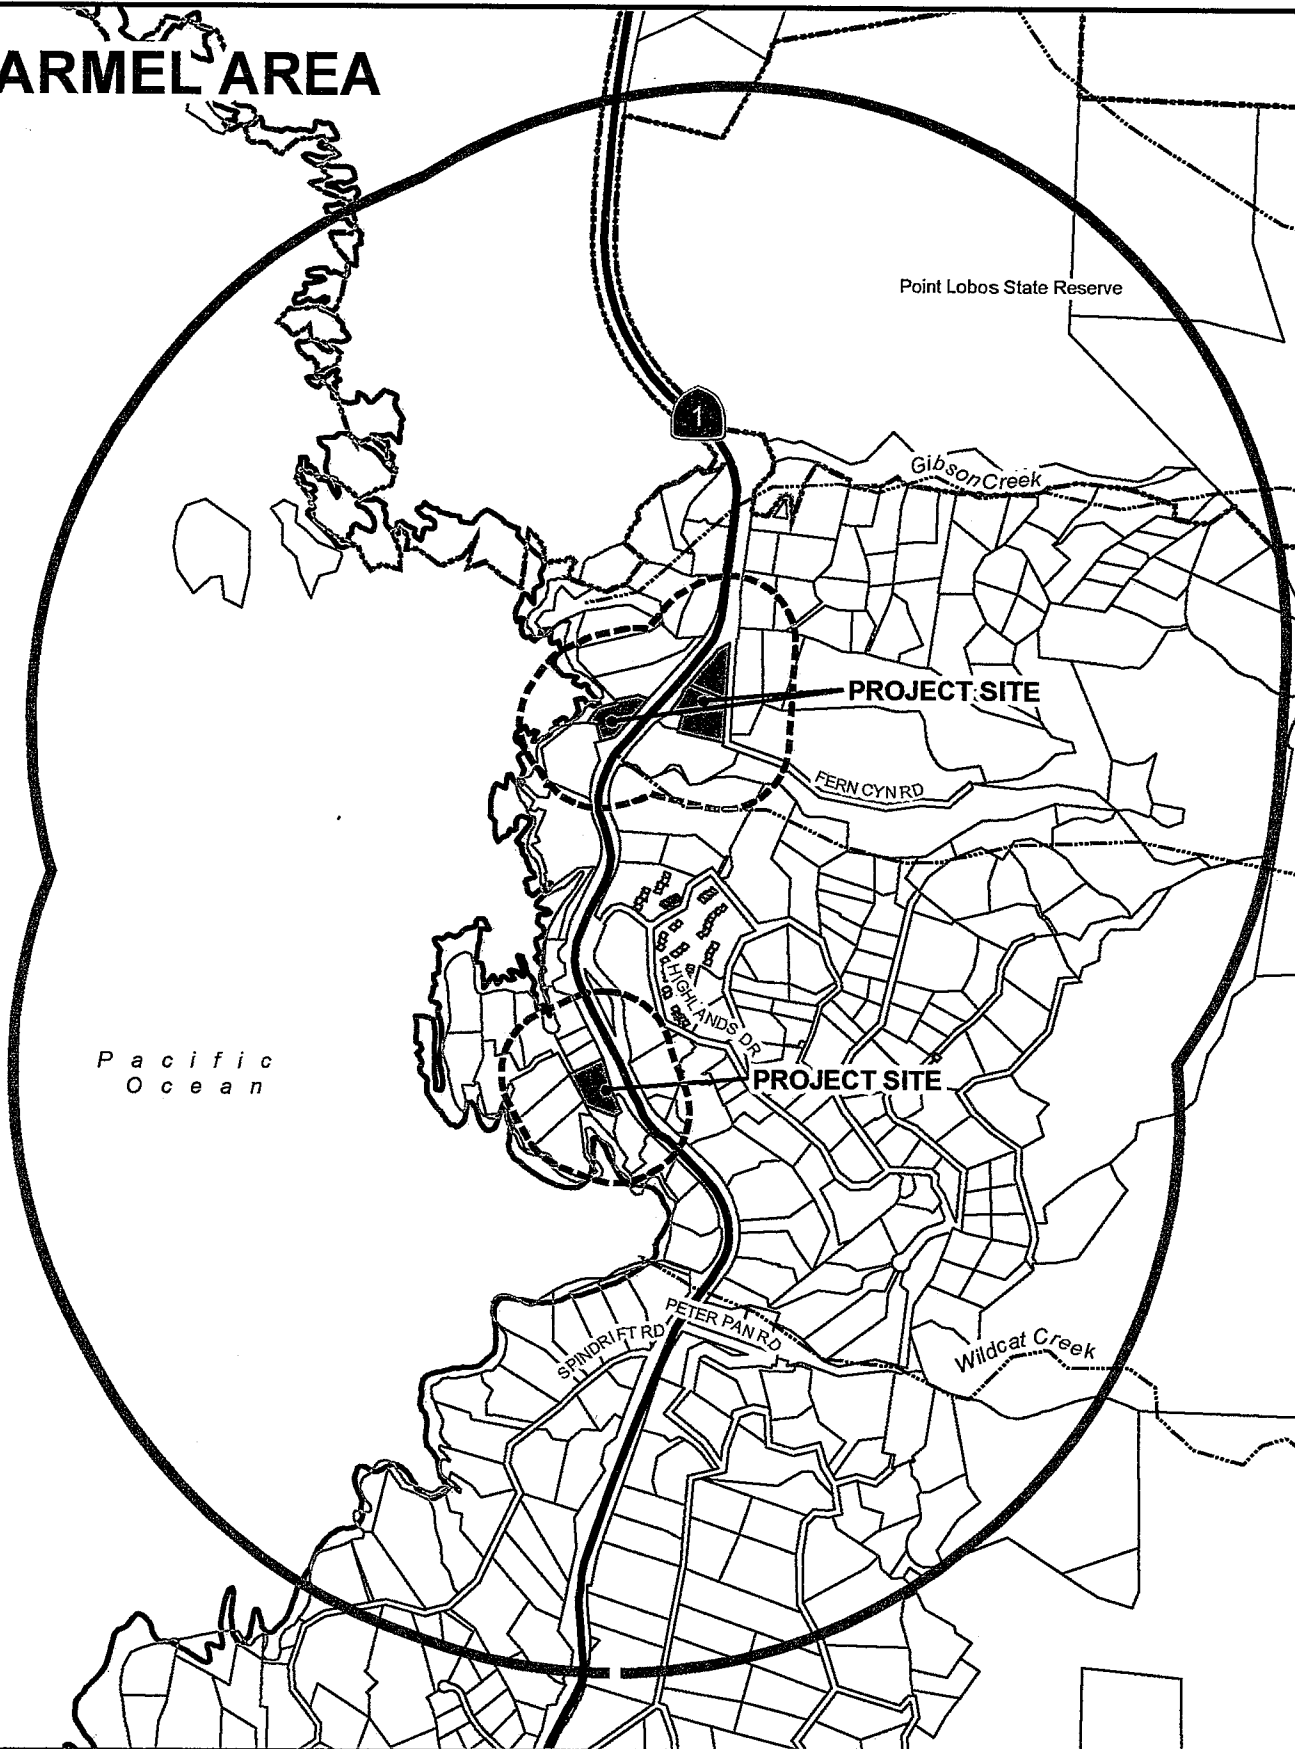 ARMEL AREA
Point Lobos State Reserve
1
Gibson Creek
PROJECT SITE
FERN CYN RD
HIGHLANDS DR
Pacific
Ocean
PROJECT SITE
PETER PAN RD
SPINDRIFT RD
Wildcat Creek